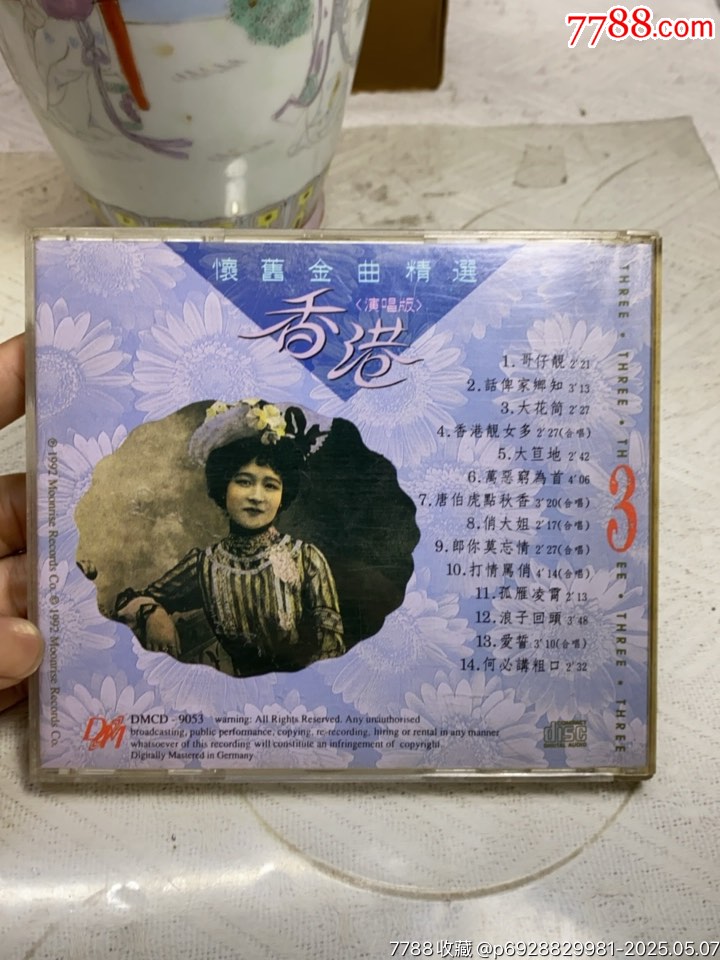 7788.com
懷舊金曲精選
〈演唱版〉
香港
1. 哥仔靚 2'21
2. 話俾家鄉知 3'13
3. 大花筒 2'27
4. 香港靚女多 2'27(合唱)
5. 大笪地 2'42
6. 萬惡窮為首 4'06
7. 唐伯虎點秋香 3'20(合唱)
8. 俏大姐 2'17(合唱)
9. 郎你莫忘情 2'27(合唱)
10. 打情罵俏 4'14(合唱)
11. 孤雁凌霄 2'13
12. 浪子回頭 3'48
13. 愛誓 3'10(合唱)
14. 何必講粗口 2'32
THREE • THREE • TH
3
EE • THREE • THREE • THREE
℗ 1992 Moonrise Records Co. © 1992 Moonrise Records Co.
DM
DMCD - 9053 warning: All Rights Reserved. Any unauthorised
broadcasting, public performance, copying, re-recording, hiring or rental in any manner
whatsoever of this recording will constitute an infringement of copyright.
Digitally Mastered in Germany
COMPACT
disc
DIGITAL AUDIO
7788收藏 @p6928829981-2025.05.07